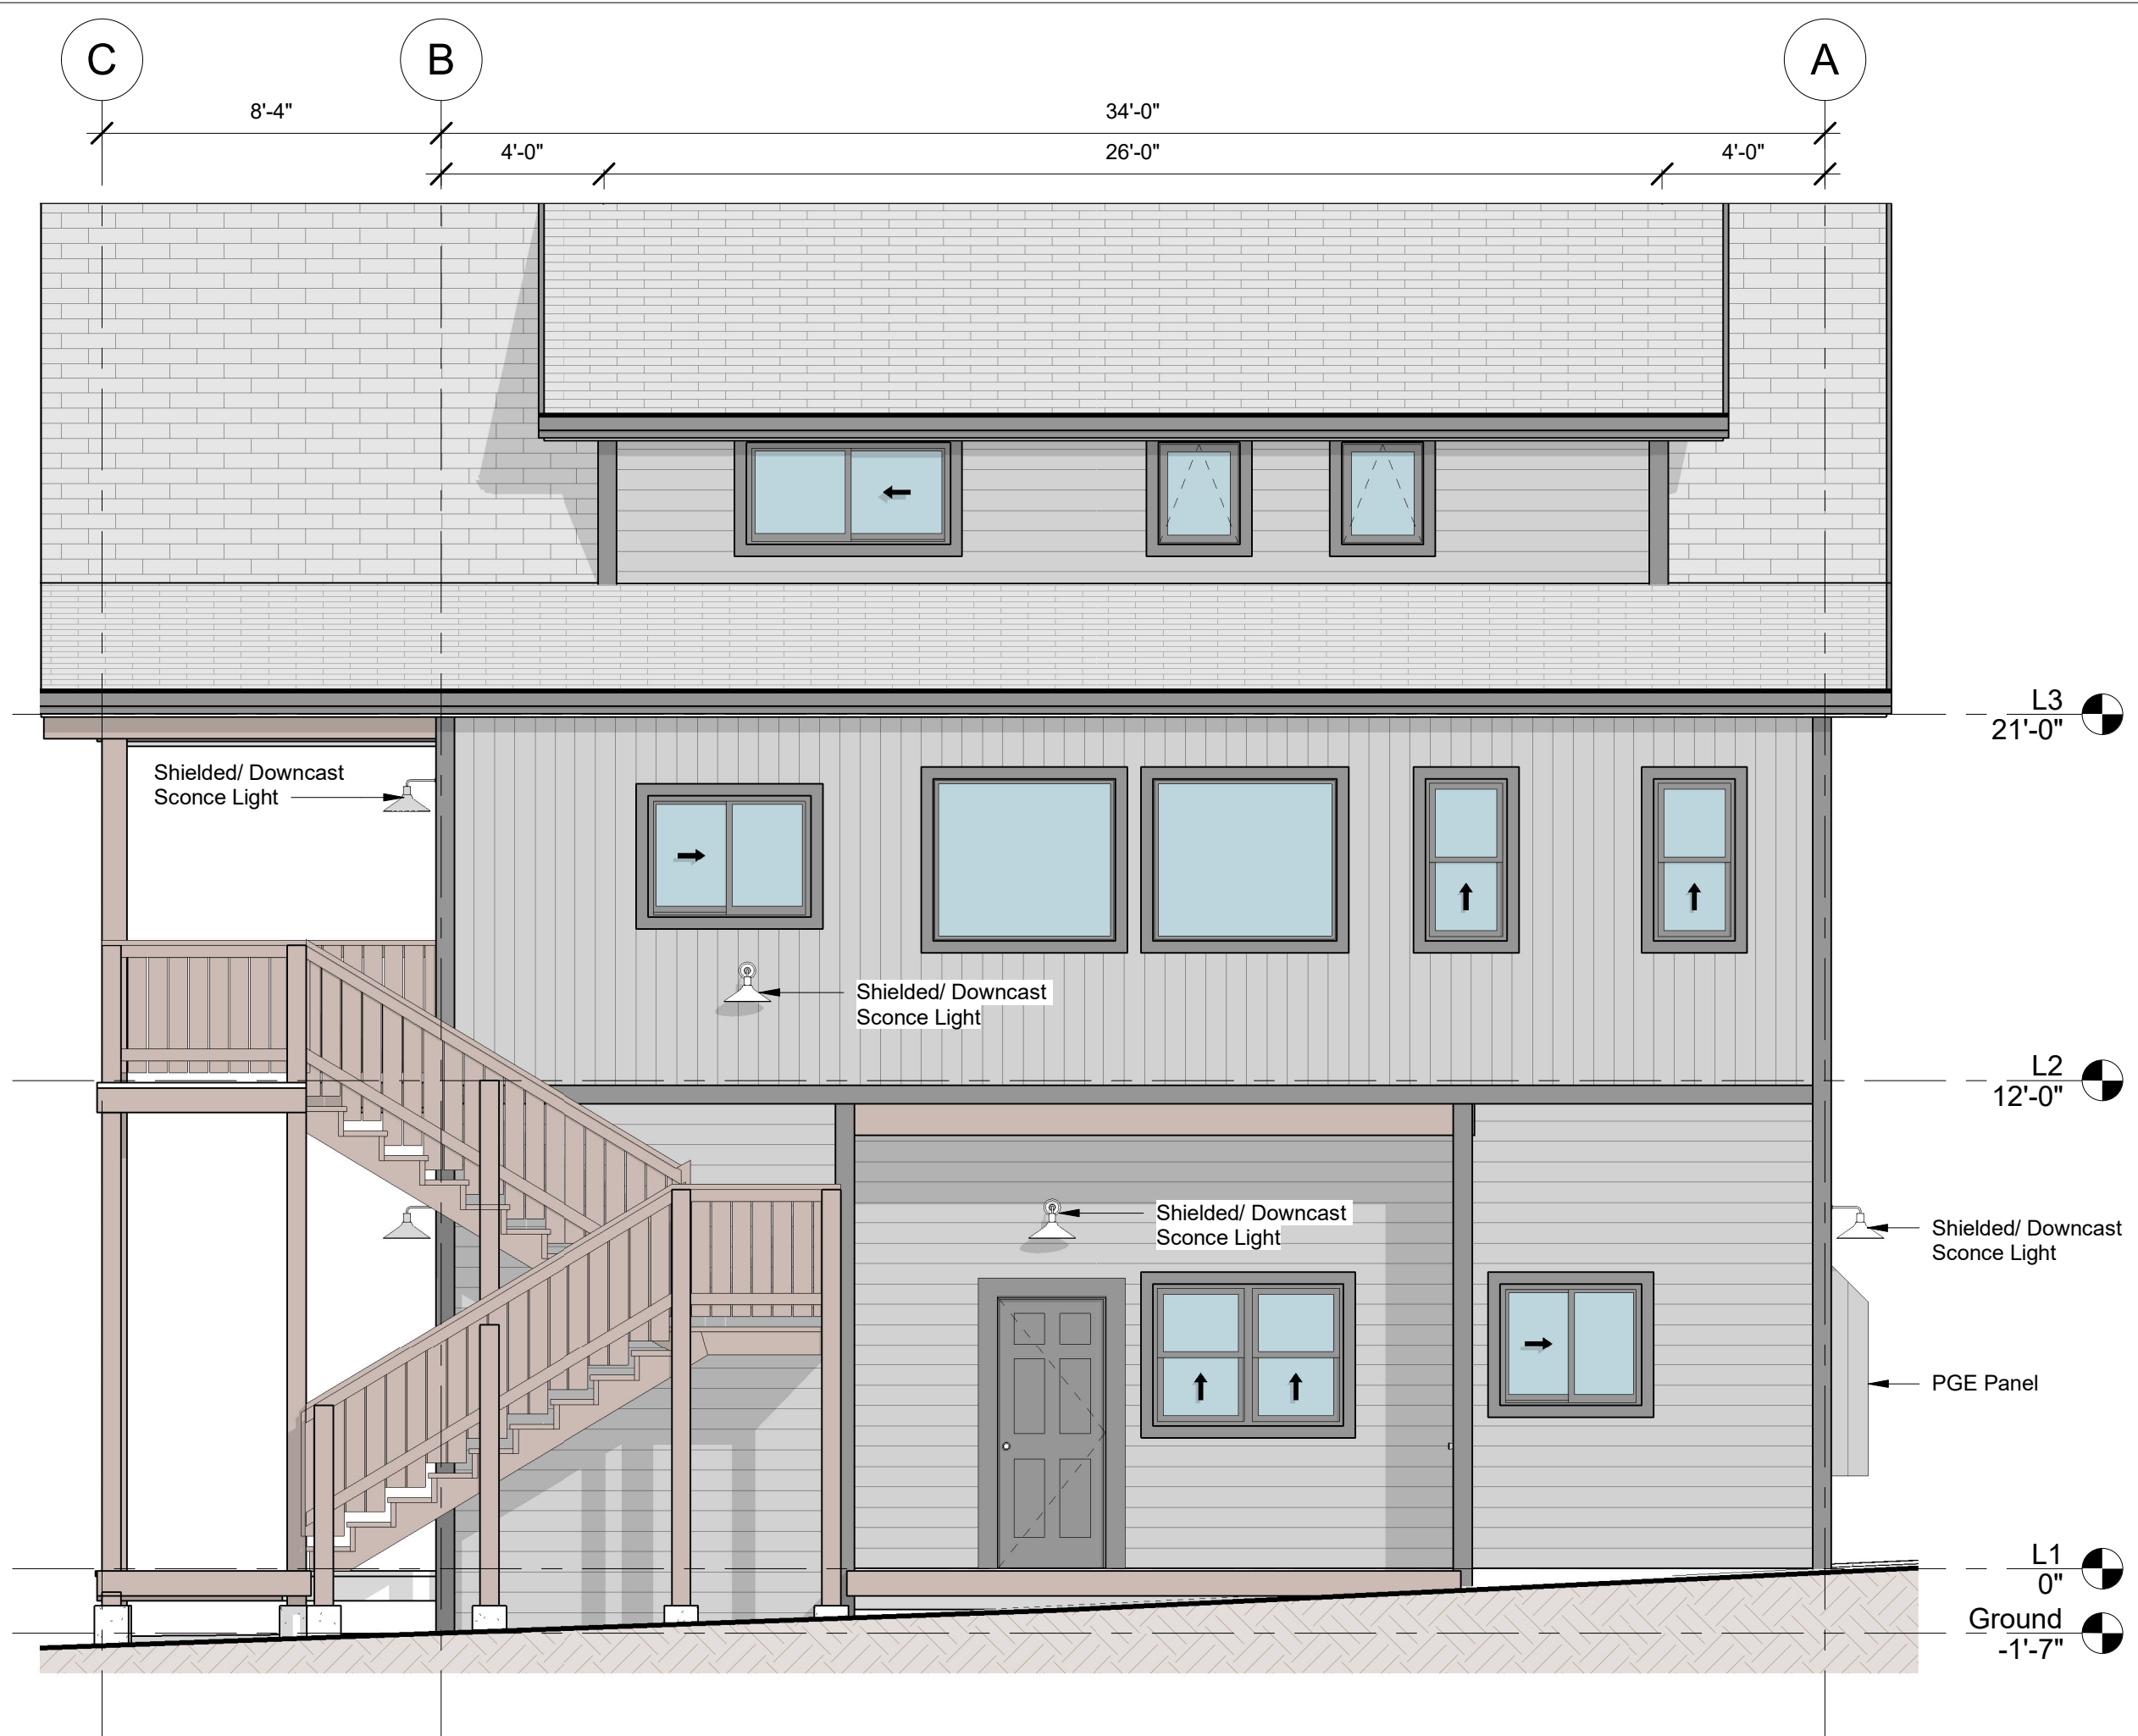 C
B
A
8'-4"
34'-0"
4'-0"
26'-0"
4'-0"
L3
21'-0"
Shielded/ Downcast
Sconce Light
Shielded/ Downcast
Sconce Light
L2
12'-0"
Shielded/ Downcast
Sconce Light
Shielded/ Downcast
Sconce Light
PGE Panel
L1
0"
Ground
-1'-7"